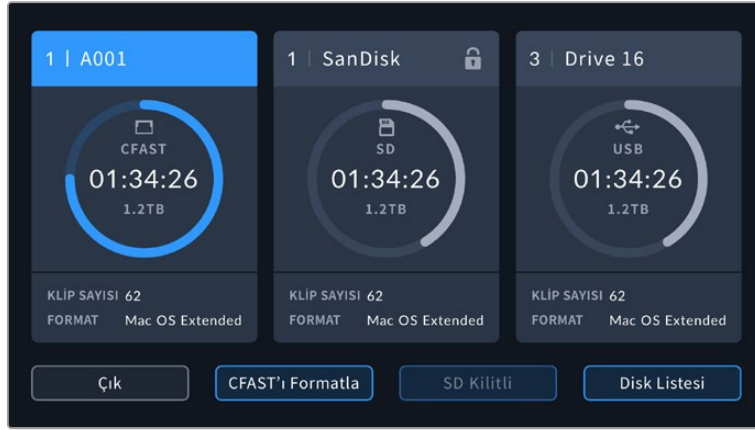 1 | A001
CFAST
01:34:26
1.2TB
KLİP SAYISI 62
FORMAT Mac OS Extended
1 | SanDisk
SD
01:34:26
1.2TB
KLİP SAYISI 62
FORMAT Mac OS Extended
3 | Drive 16
USB
01:34:26
1.2TB
KLİP SAYISI 62
FORMAT Mac OS Extended
Çık
CFAST'ı Formatla
SD Kilitli
Disk Listesi